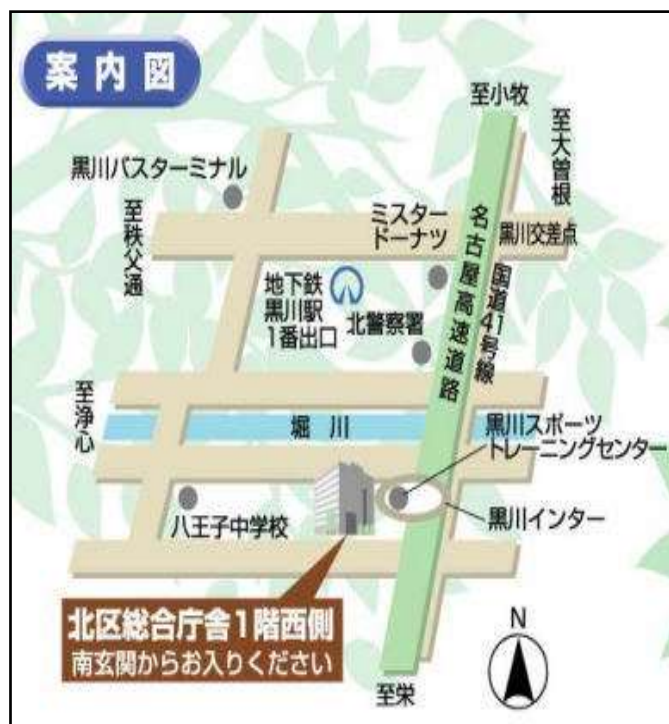 案内図
至小牧
至大曽根
黒川バスターミナル
至秩父通
ミスター
ドーナツ
名古屋高速道路
黒川交差点
国道41号線
地下鉄
黒川駅
1番出口
北警察署
至浄心
堀川
黒川スポーツ
トレーニングセンター
八王子中学校
黒川インター
北区総合庁舎1階西側
南玄関からお入りください
N
至栄